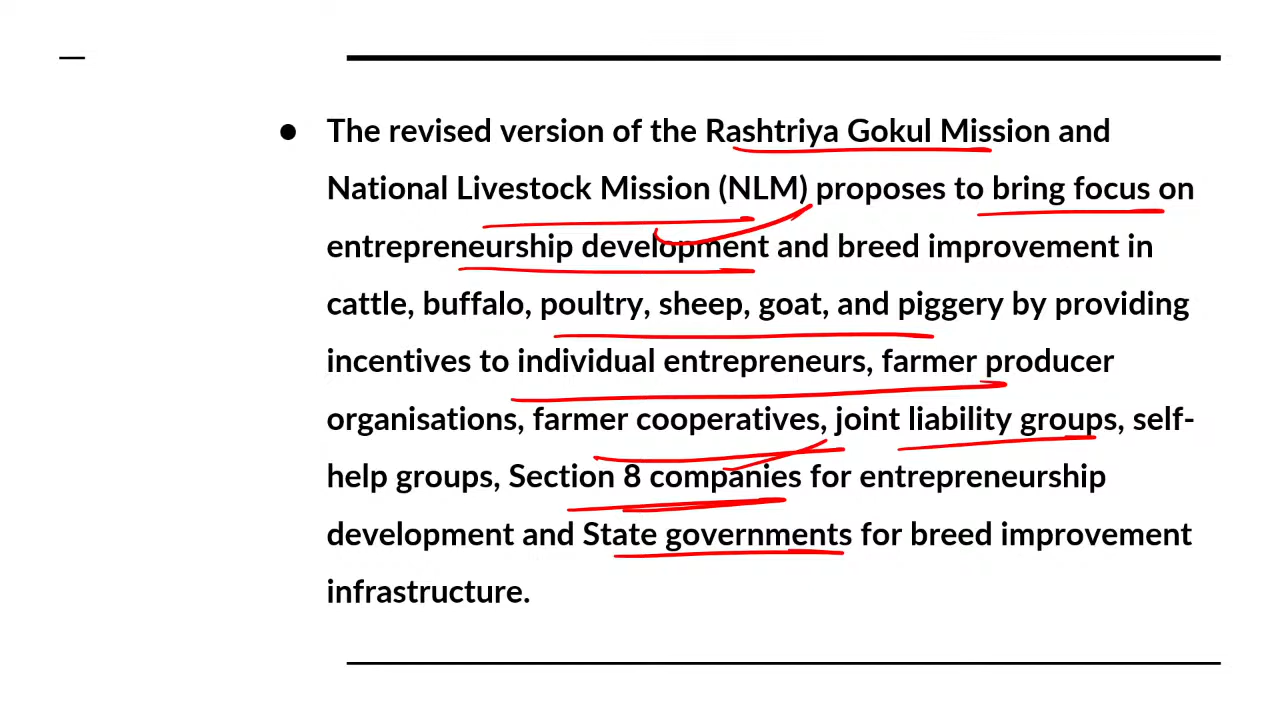 ● The revised version of the Rashtriya Gokul Mission and
National Livestock Mission (NLM) proposes to bring focus on
entrepreneurship development and breed improvement in
cattle, buffalo, poultry, sheep, goat, and piggery by providing
incentives to individual entrepreneurs, farmer producer
organisations, farmer cooperatives, joint liability groups, self-
help groups, Section 8 companies for entrepreneurship
development and State governments for breed improvement
infrastructure.